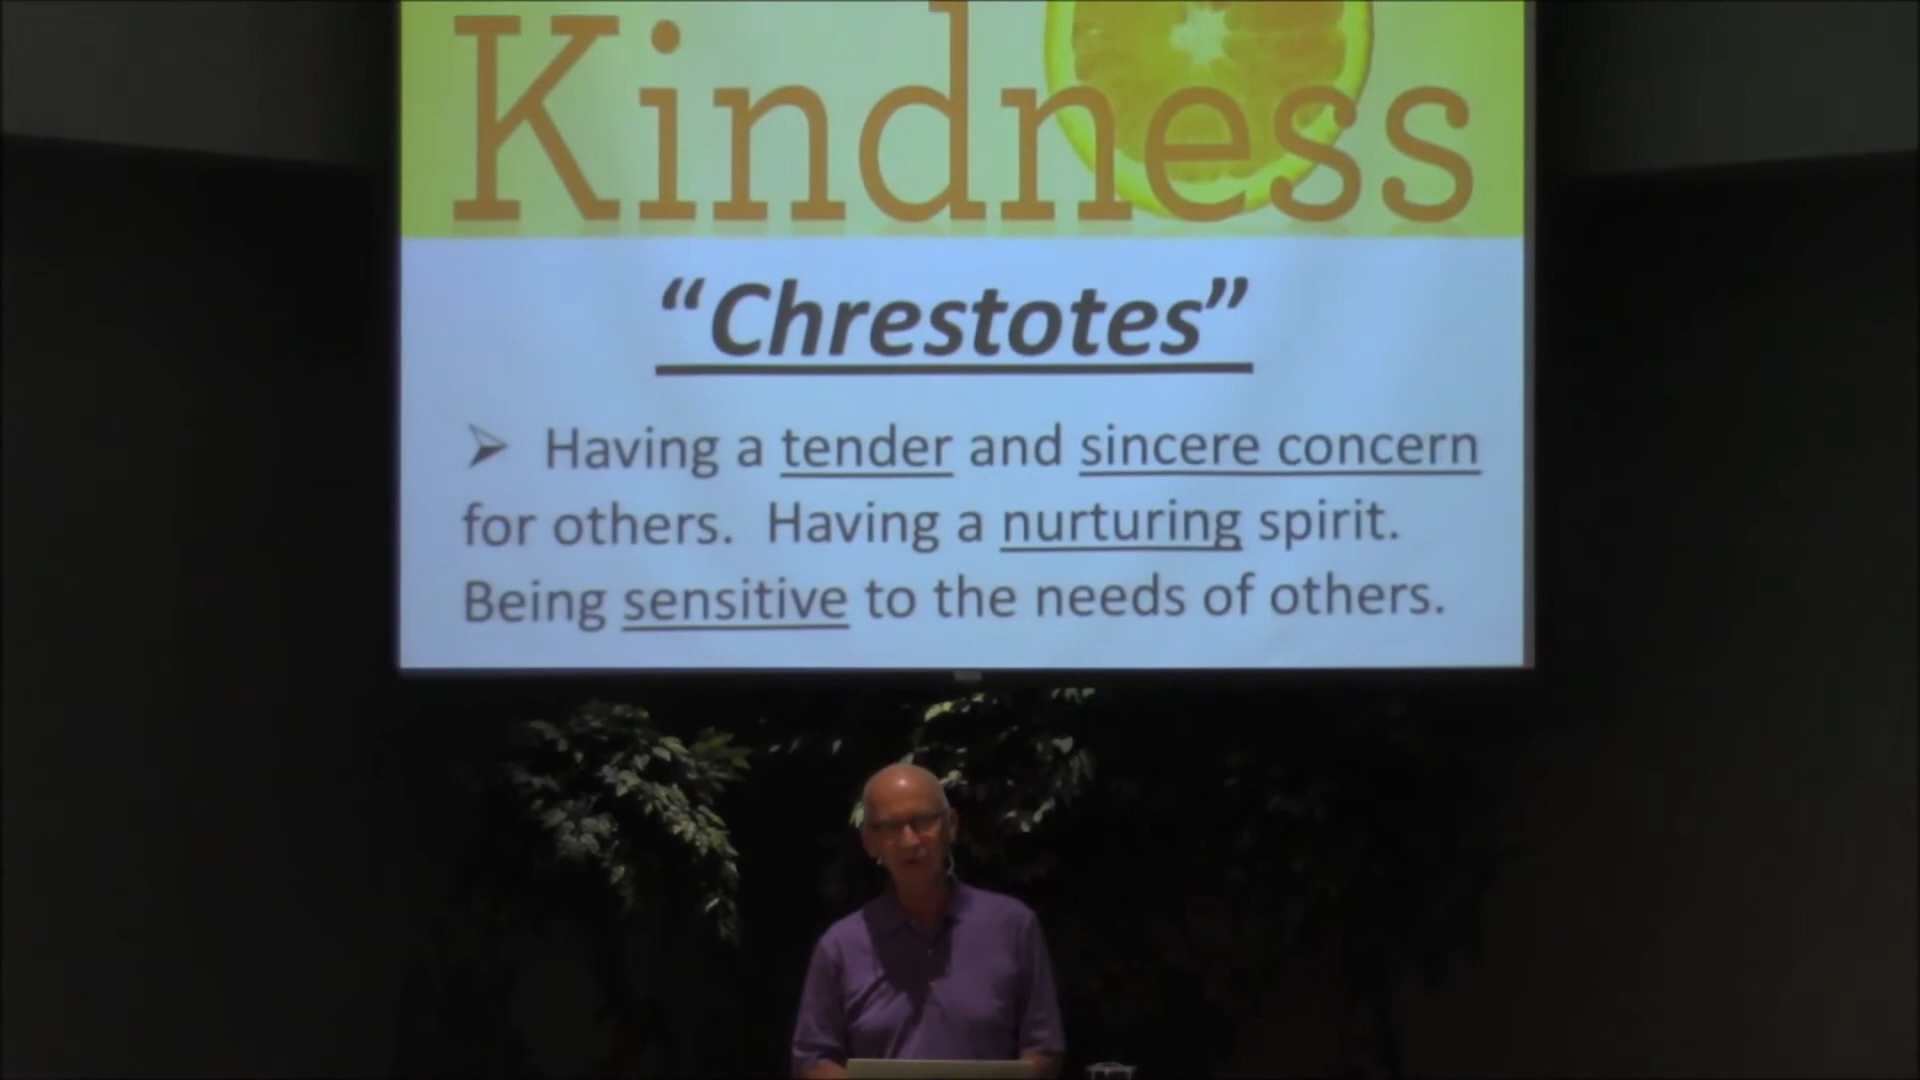 Kindness
“Chrestotes”
➢ Having a tender and sincere concern
for others. Having a nurturing spirit.
Being sensitive to the needs of others.